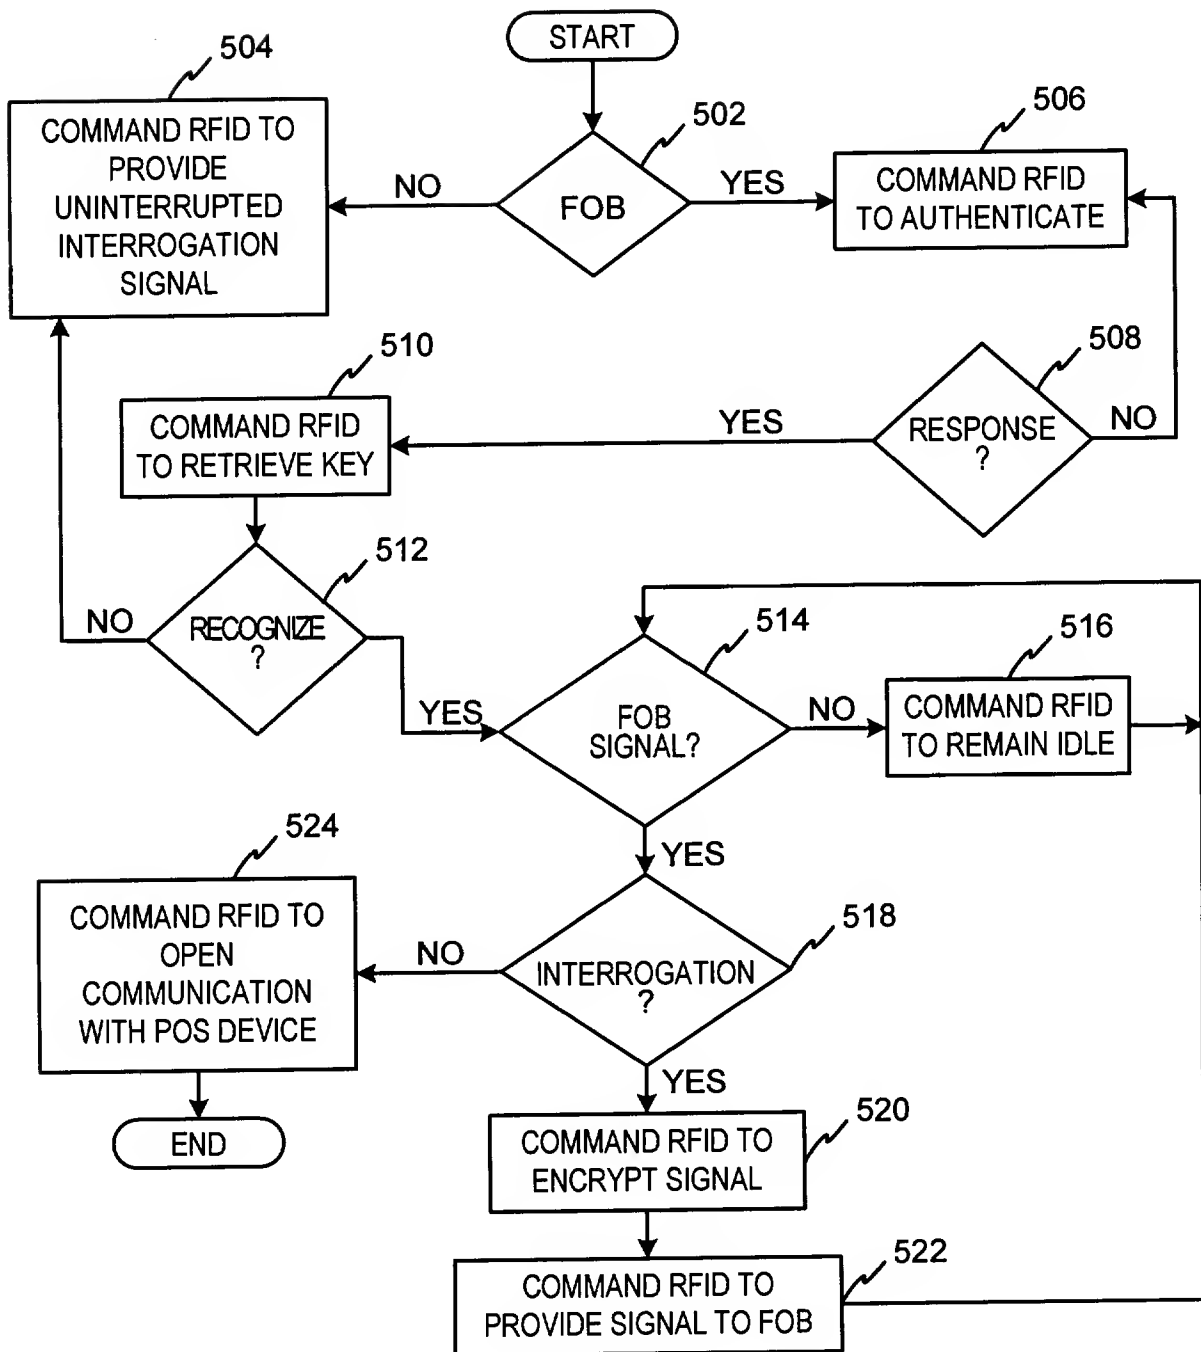 START
504
COMMAND RFID TO
PROVIDE
UNINTERRUPTED
INTERROGATION
SIGNAL
NO
502
FOB
YES
506
COMMAND RFID
TO AUTHENTICATE
510
COMMAND RFID
TO RETRIEVE KEY
YES
508
RESPONSE
?
NO
512
NO
RECOGNIZE
?
YES
514
FOB
SIGNAL?
NO
516
COMMAND RFID
TO REMAIN IDLE
YES
524
COMMAND RFID TO
OPEN
COMMUNICATION
WITH POS DEVICE
NO
518
INTERROGATION
?
YES
END
520
COMMAND RFID TO
ENCRYPT SIGNAL
522
COMMAND RFID TO
PROVIDE SIGNAL TO FOB